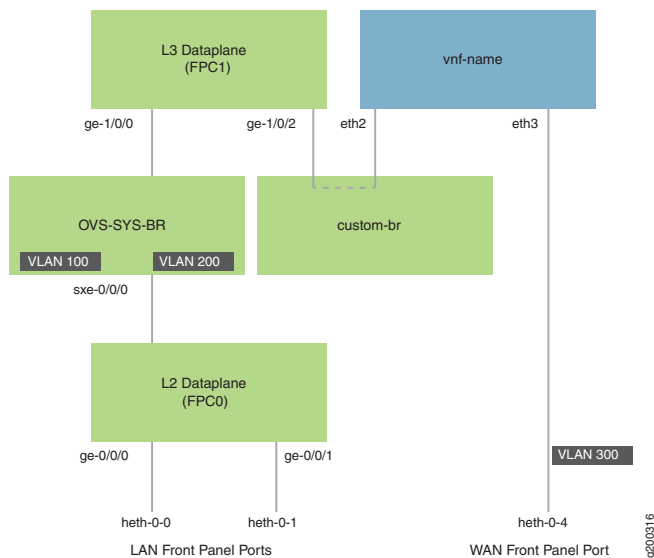 L3 Dataplane
(FPC1)
vnf-name
ge-1/0/0
ge-1/0/2
eth2
eth3
OVS-SYS-BR
custom-br
VLAN 100
VLAN 200
sxe-0/0/0
L2 Dataplane
(FPC0)
ge-0/0/0
ge-0/0/1
VLAN 300
heth-0-0
heth-0-1
heth-0-4
LAN Front Panel Ports
WAN Front Panel Port
g200316